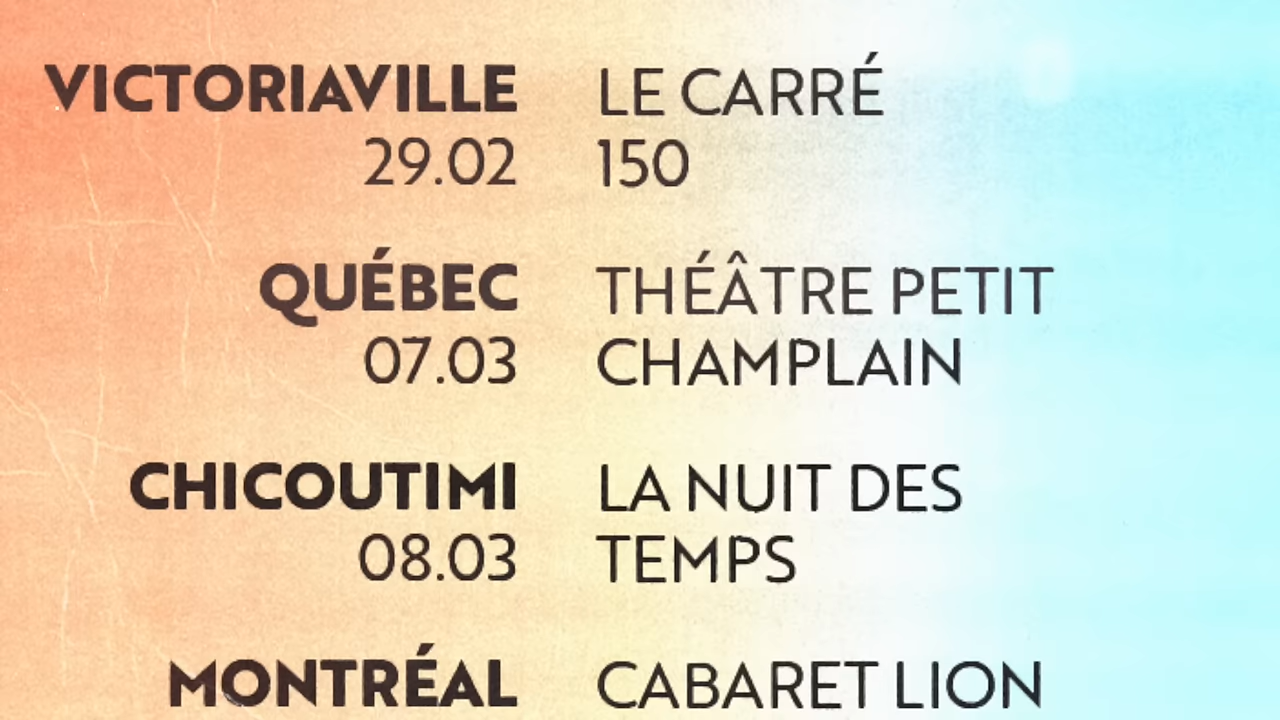 VICTORIAVILLE LE CARRÉ
29.02 150
QUÉBEC THÉÂTRE PETIT
07.03 CHAMPLAIN
CHICOUTIMI LA NUIT DES
08.03 TEMPS
MONTRÉAL CABARET LION